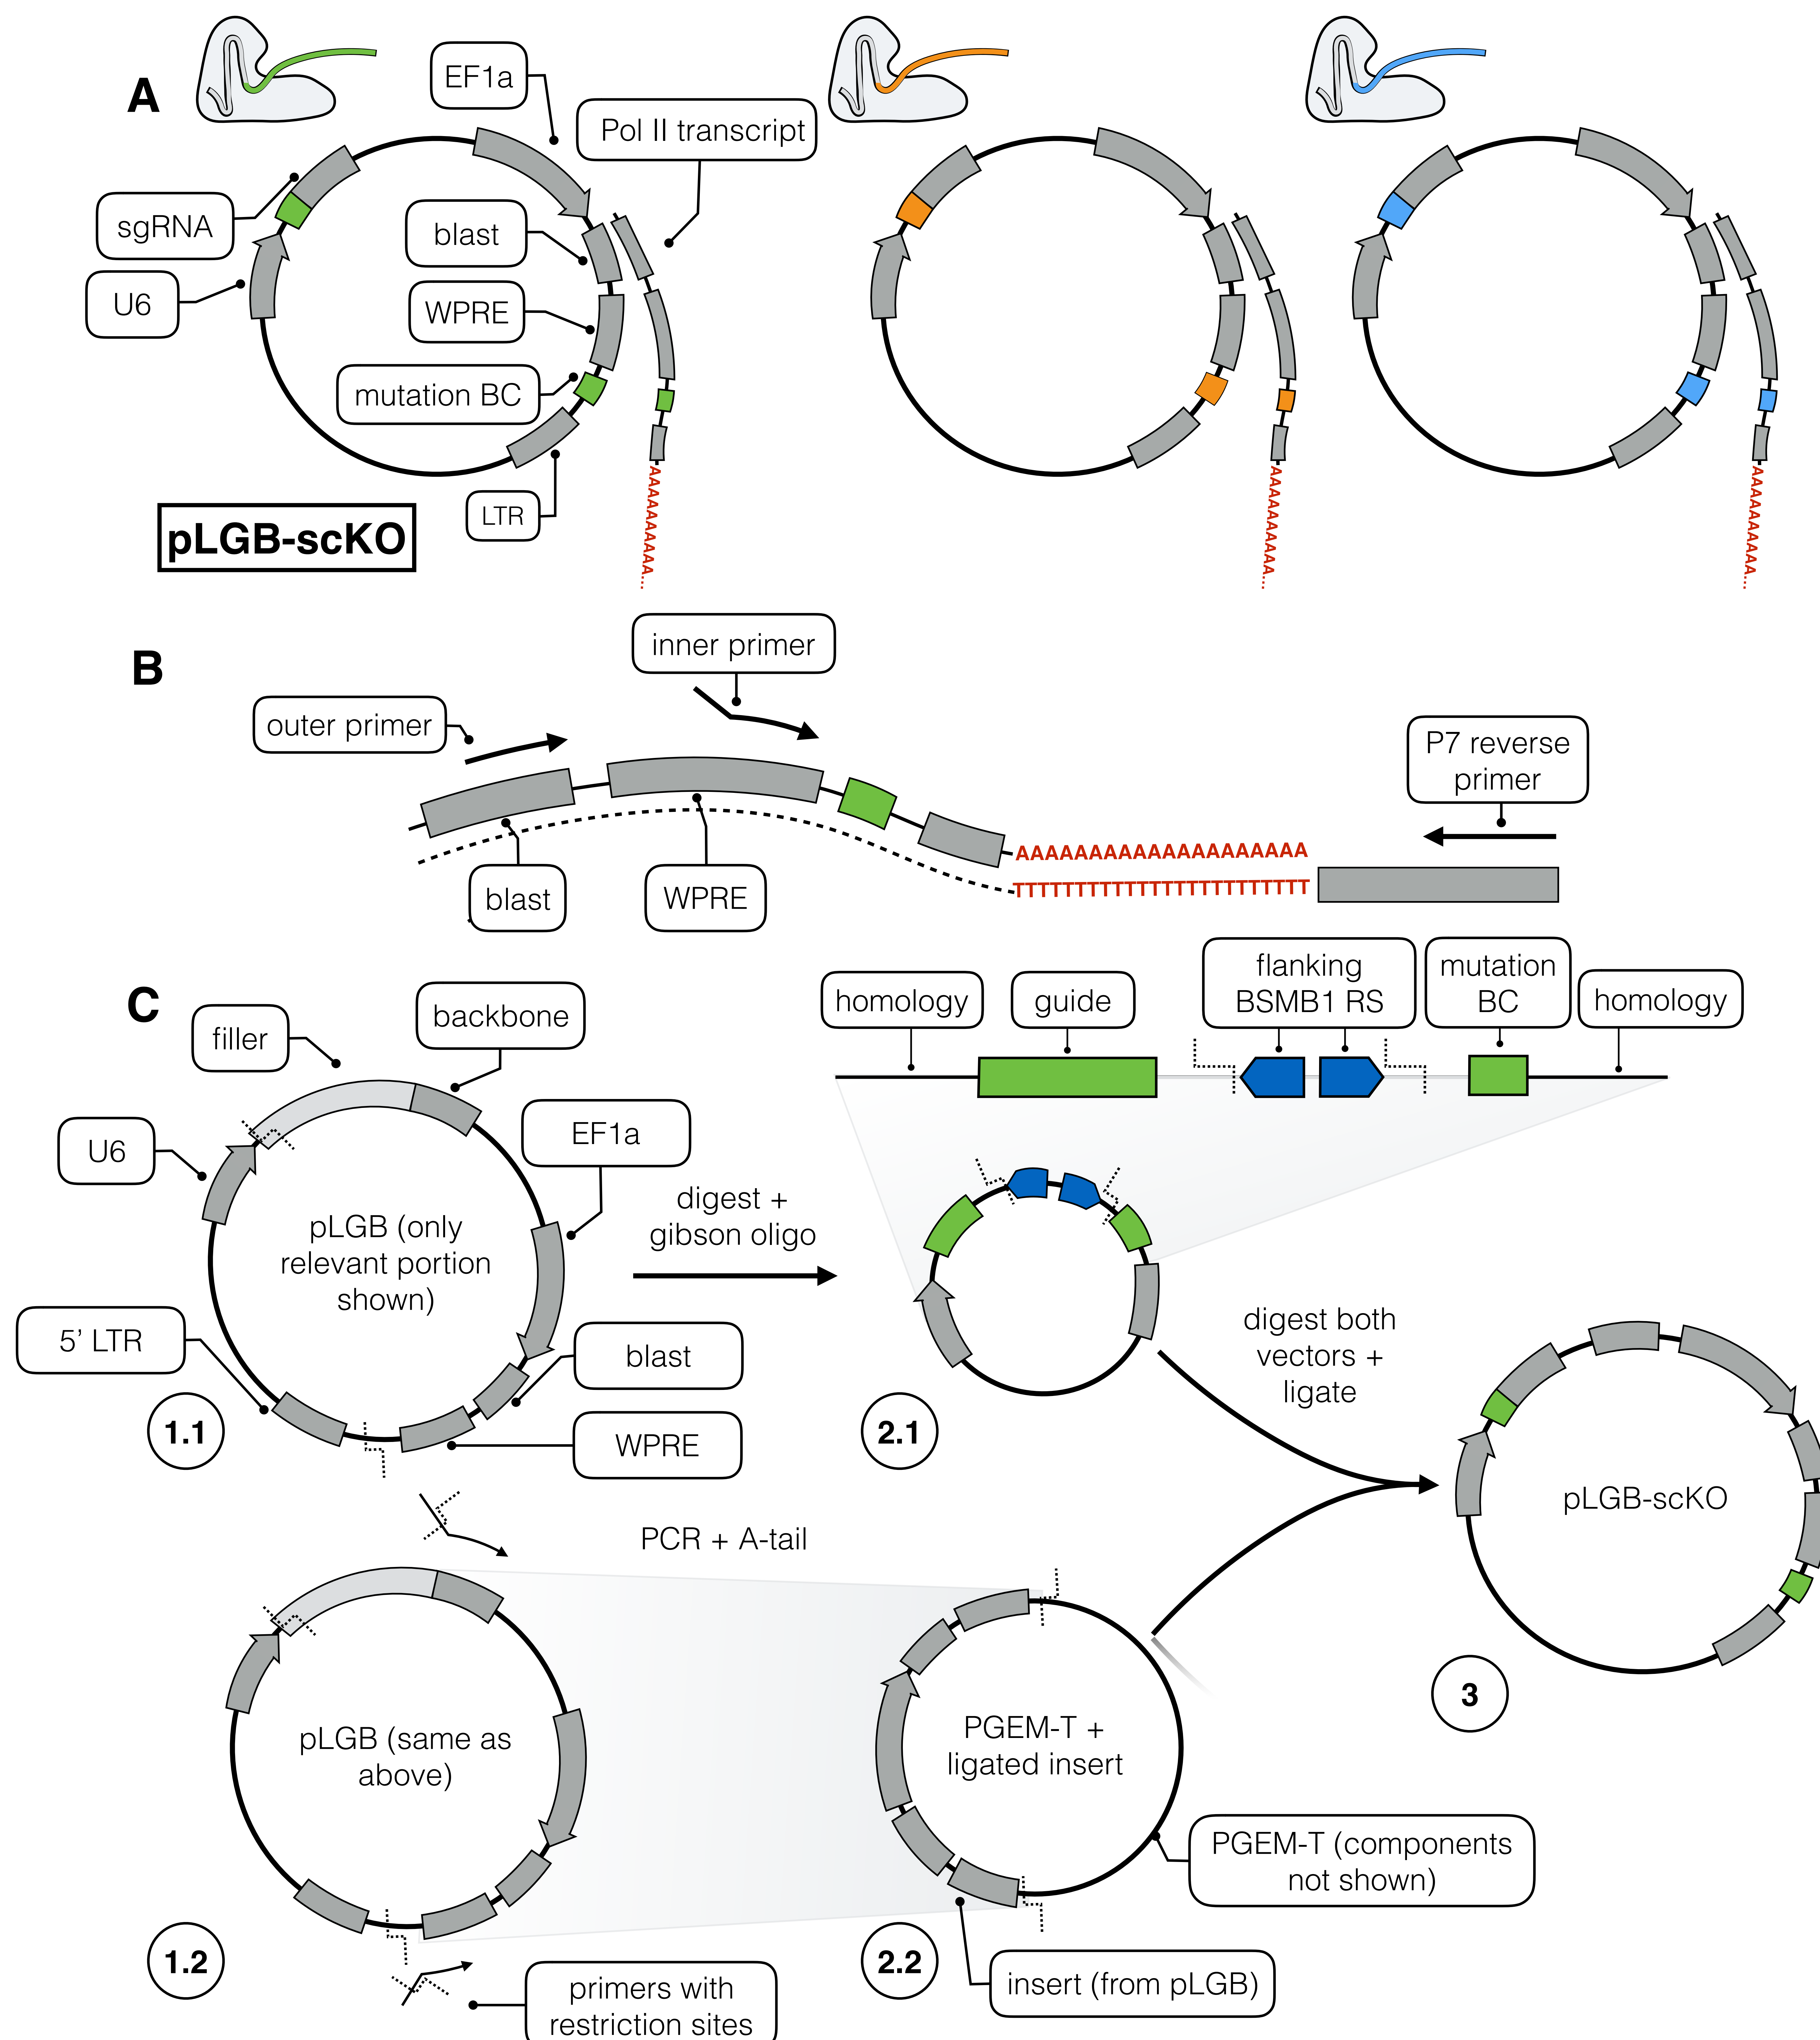 A
EF1a
Pol II transcript
sgRNA
blast
U6
WPRE
mutation BC
LTR
pLGB-scKO
AAAAAAAAAA
AAAAAAAAAA
AAAAAAAAAA
B
inner primer
outer primer
P7 reverse
primer
AAAAAAAAAAAAAAAAAAAA
TTTTTTTTTTTTTTTTTTTTTTTT
blast
WPRE
C
filler
backbone
homology
guide
flanking
BSMB1 RS
mutation
BC
homology
U6
EF1a
pLGB (only
relevant portion
shown)
digest +
gibson oligo
5’ LTR
blast
digest both
vectors +
ligate
1.1
WPRE
2.1
pLGB-scKO
PCR + A-tail
3
pLGB (same as
above)
PGEM-T +
ligated insert
PGEM-T (components
not shown)
1.2
2.2
insert (from pLGB)
primers with
restriction sites